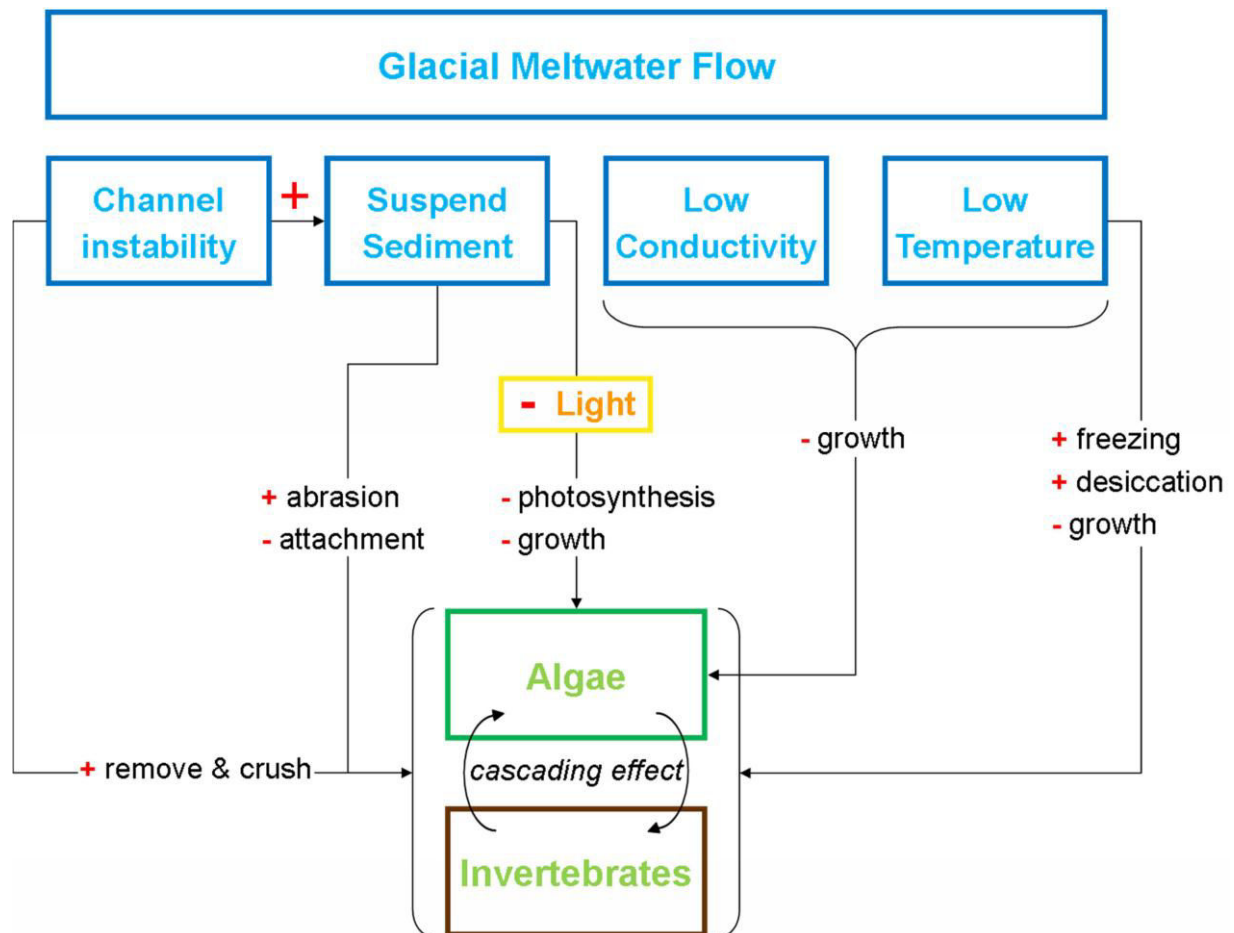 Glacial Meltwater Flow
Channel
instability
+
Suspend
Sediment
Low
Conductivity
Low
Temperature
- Light
- growth
+ freezing
+ desiccation
- growth
+ abrasion
- attachment
- photosynthesis
- growth
Algae
+ remove & crush
cascading effect
Invertebrates